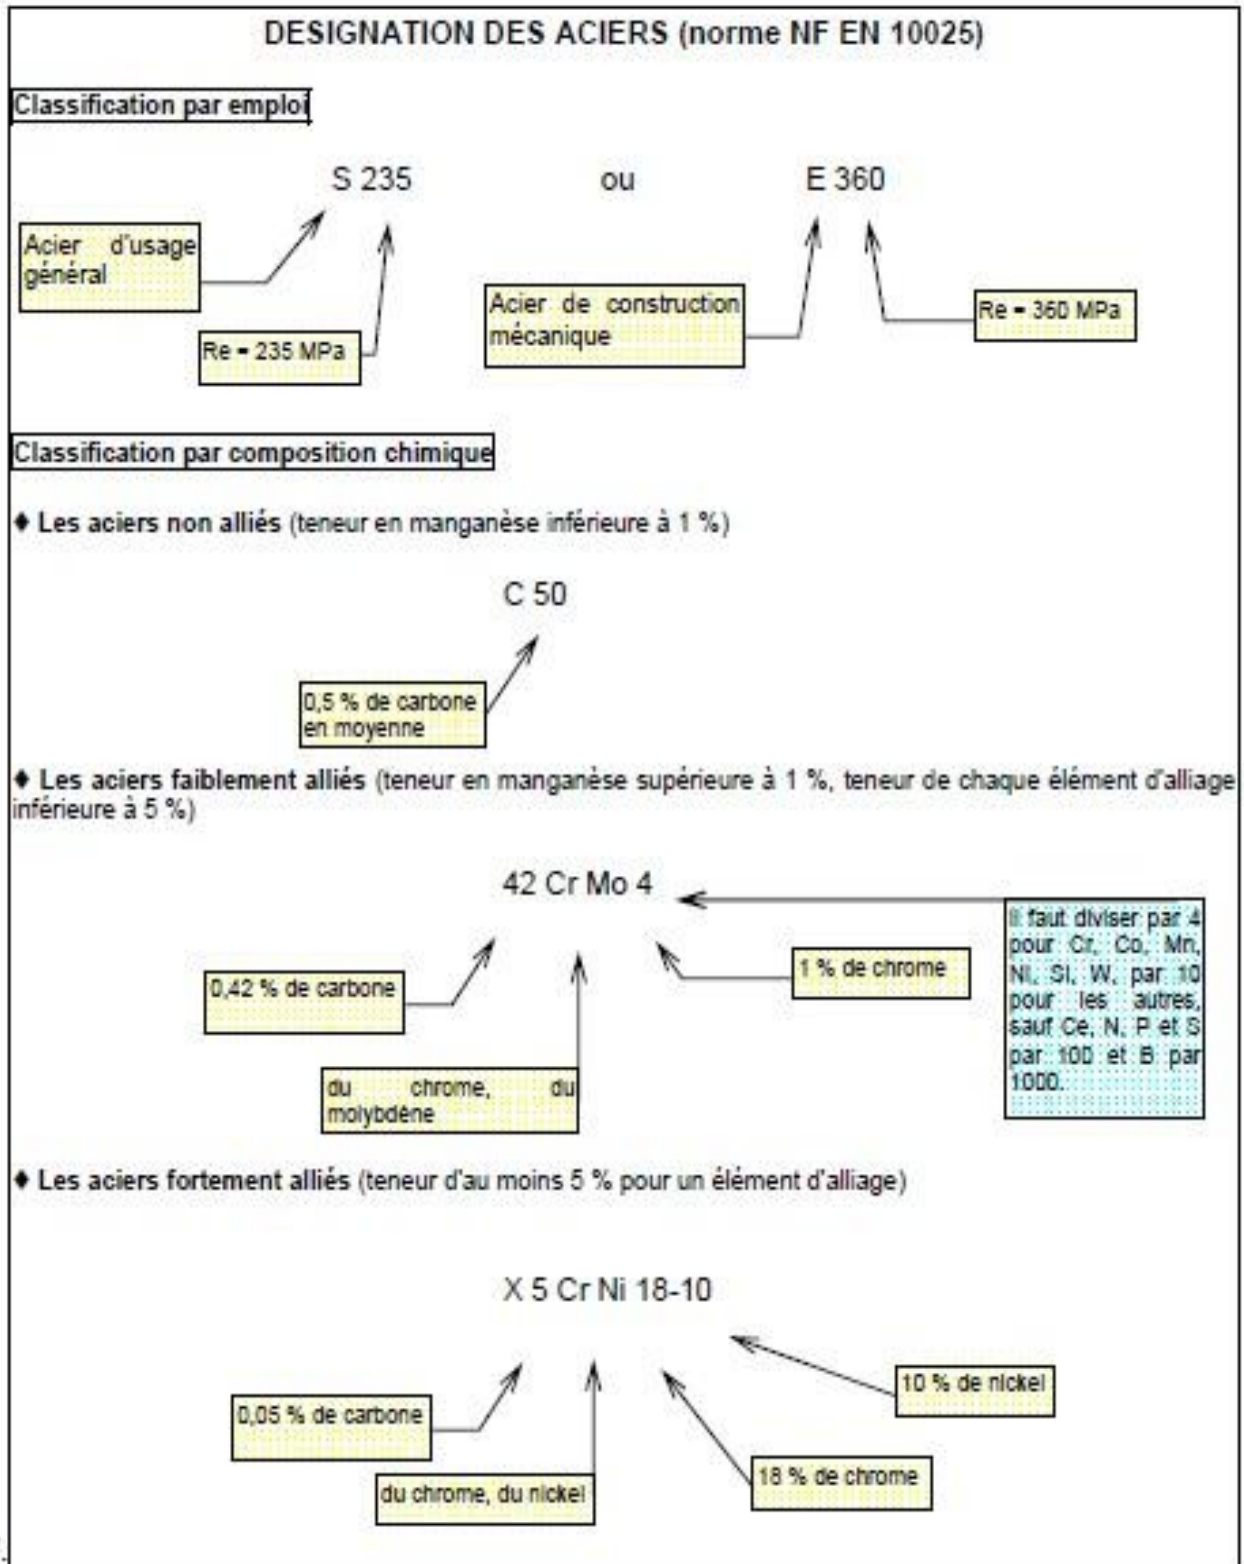 DESIGNATION DES ACIERS (norme NF EN 10025)
Classification par emploi
S 235 ou E 360
Acier d'usage
général
Re = 235 MPa
Acier de construction
mécanique
Re = 360 MPa
Classification par composition chimique
♦ Les aciers non alliés (teneur en manganèse inférieure à 1 %)
C 50
0,5 % de carbone
en moyenne
♦ Les aciers faiblement alliés (teneur en manganèse supérieure à 1 %, teneur de chaque élément d'alliage
inférieure à 5 %)
42 Cr Mo 4
0,42 % de carbone
du chrome, du
molybdène
1 % de chrome
Il faut diviser par 4
pour Cr, Co, Mn,
Ni, Si, W, par 10
pour les autres,
sauf Ce, N, P et S
par 100 et B par
1000.
♦ Les aciers fortement alliés (teneur d'au moins 5 % pour un élément d'alliage)
X 5 Cr Ni 18-10
0,05 % de carbone
du chrome, du nickel
18 % de chrome
10 % de nickel